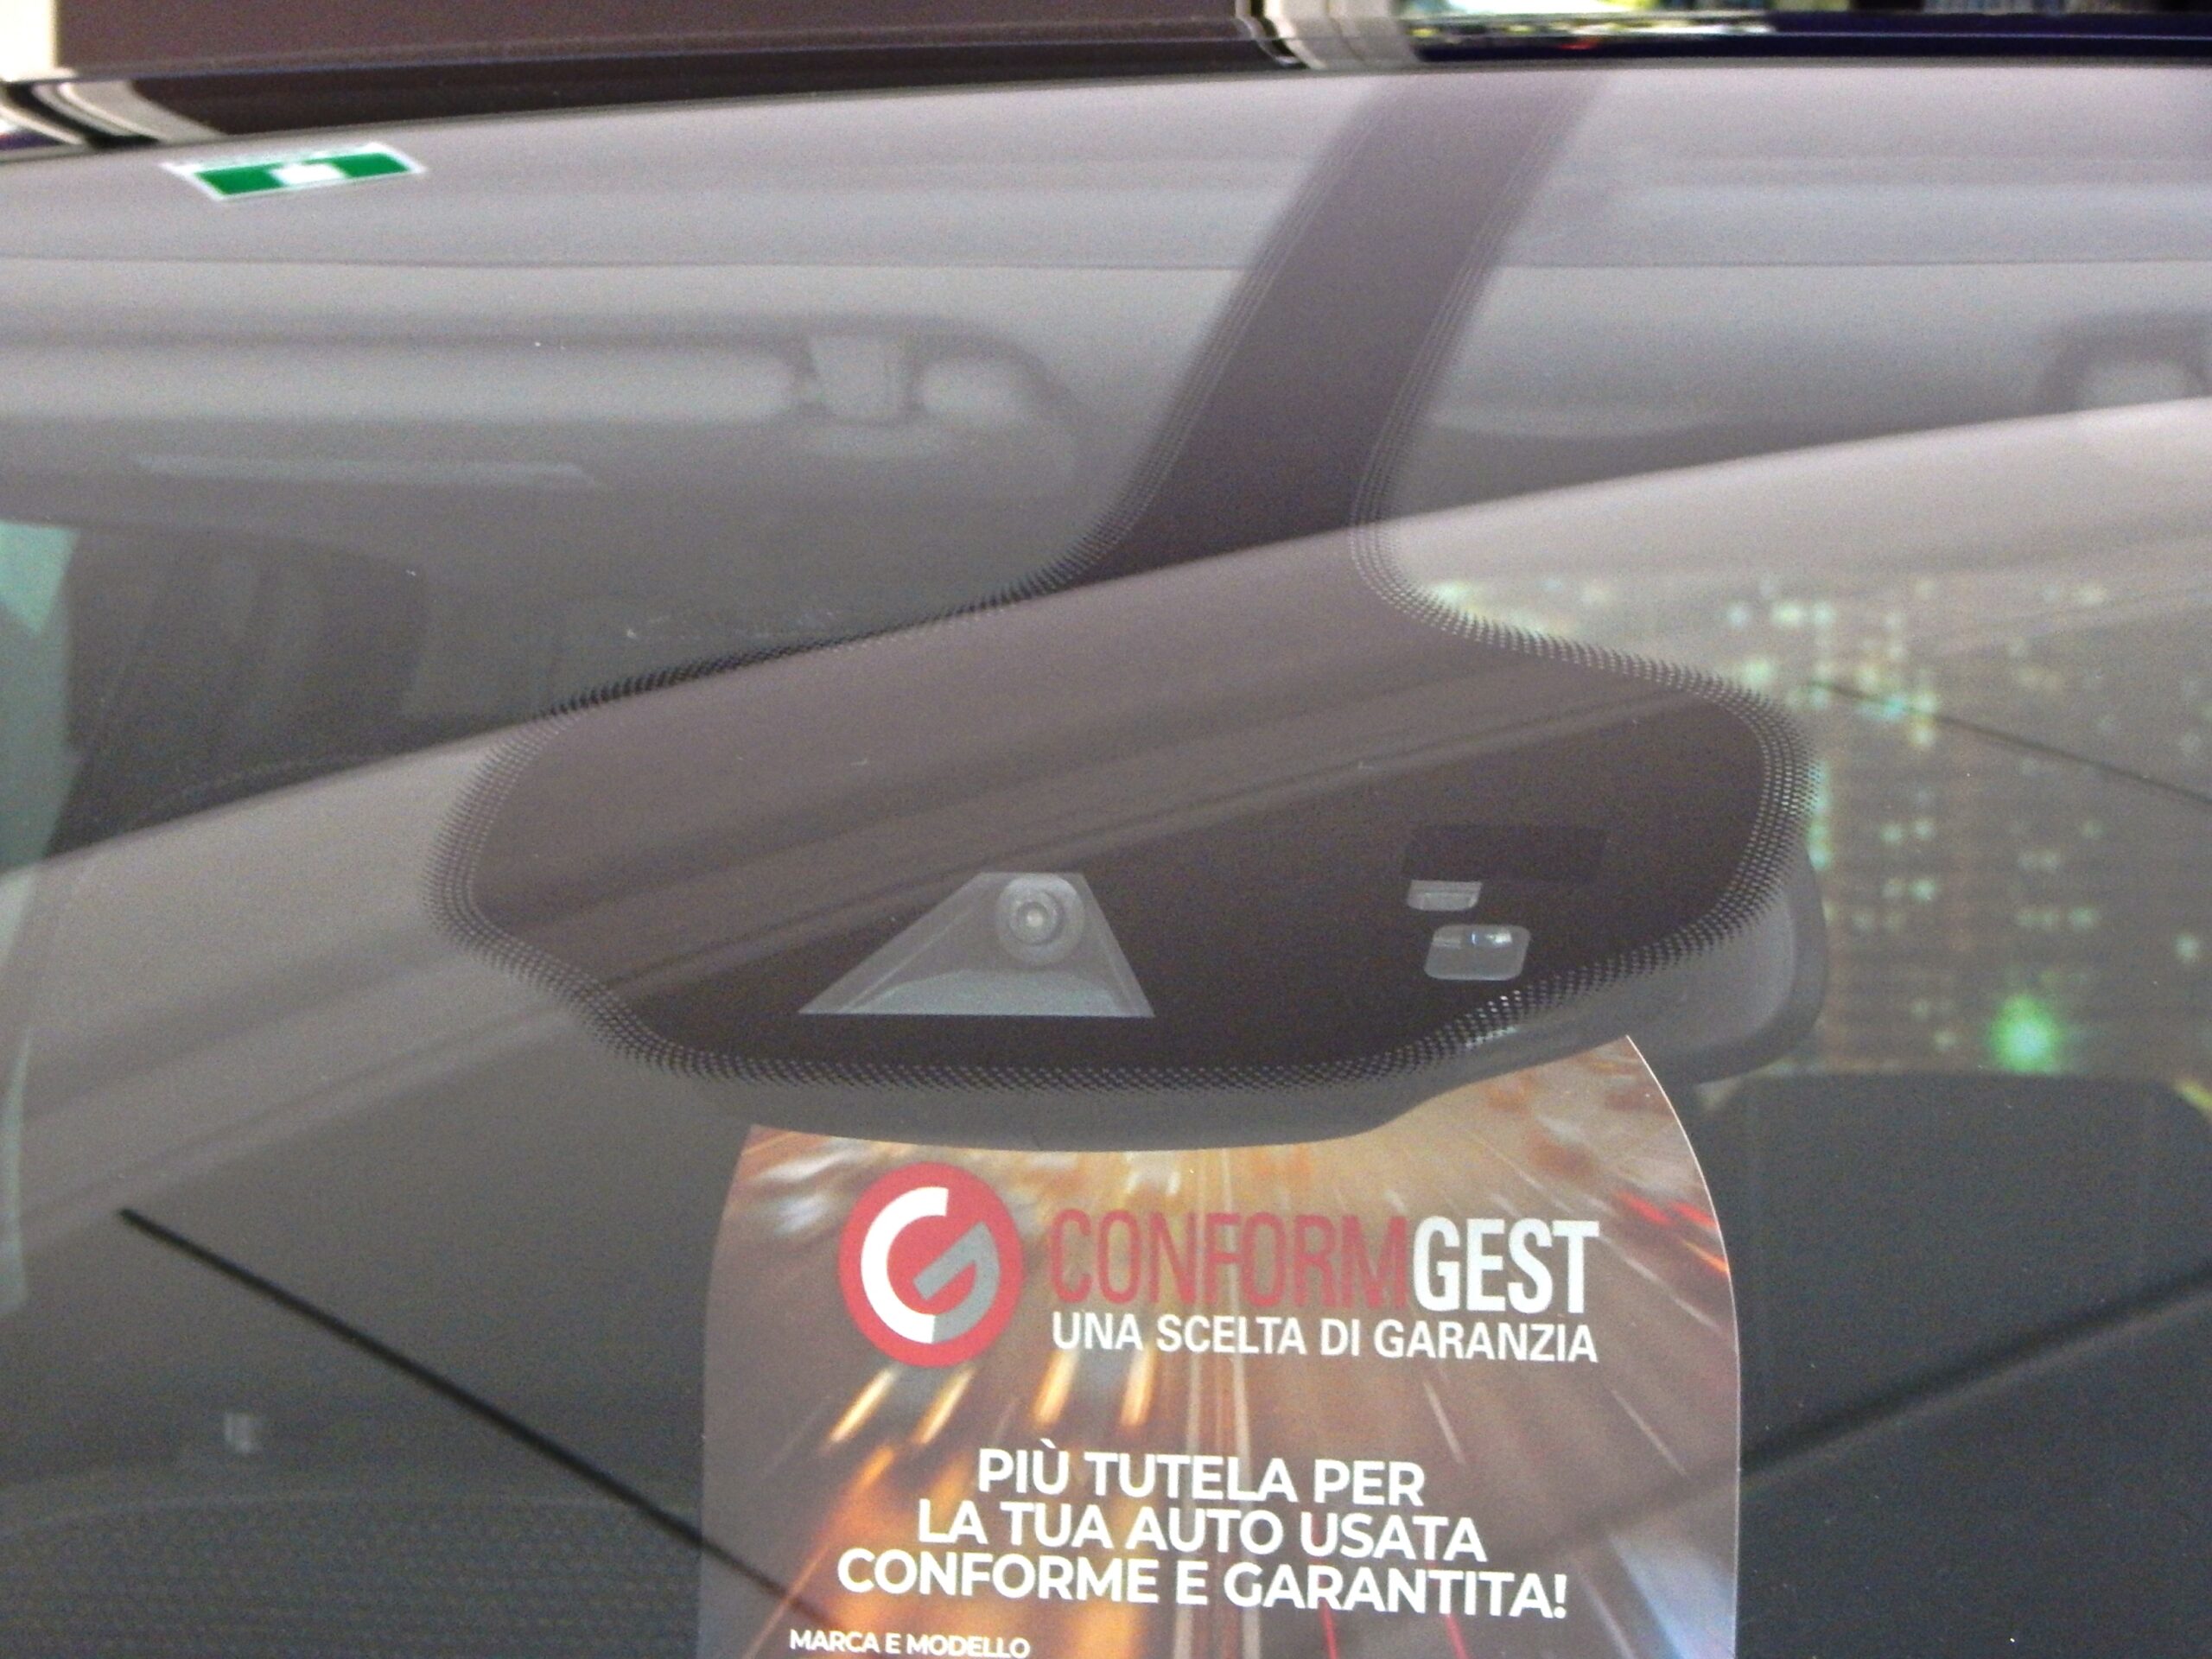 CONFORMGEST
UNA SCELTA DI GARANZIA
PIÙ TUTELA PER
LA TUA AUTO USATA
CONFORME E GARANTITA!
MARCA E MODELLO